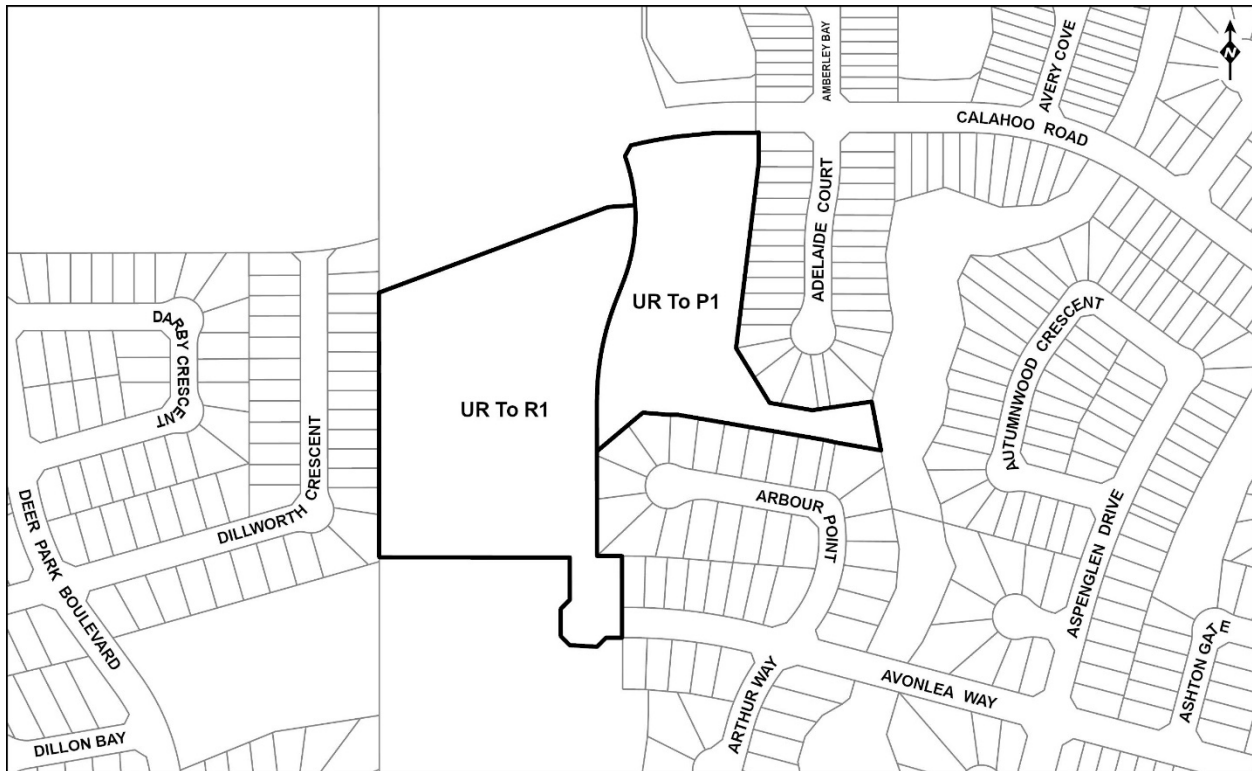 N
AMBERLEY BAY
AVERY COVE
CALAHOO ROAD
ADELAIDE COURT
UR To P1
AUTUMNWOOD CRESCENT
DARBY CRESCENT
UR To R1
DILLWORTH CRESCENT
ARBOUR POINT
DEER PARK BOULEVARD
ASPENGLEN DRIVE
ASHTON GATE
ARTHUR WAY
AVONLEA WAY
DILLON BAY